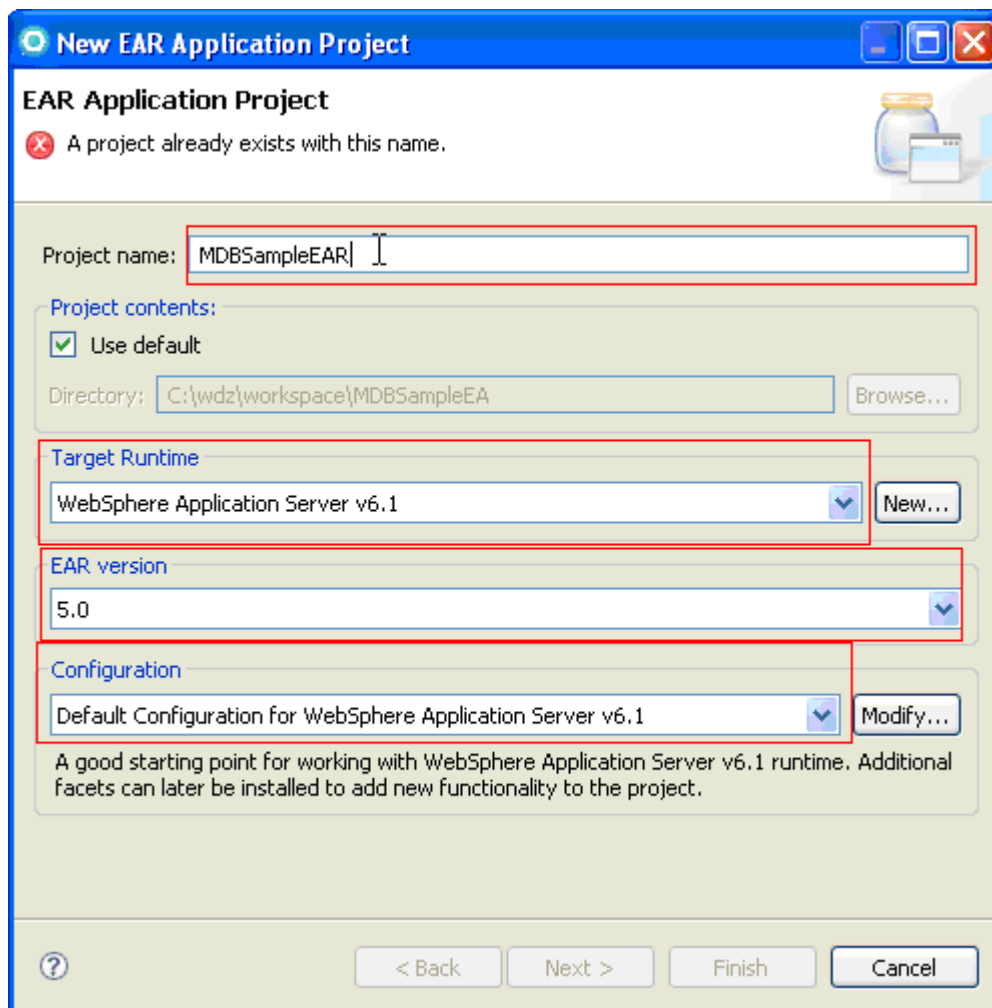 New EAR Application Project
EAR Application Project
A project already exists with this name.
Project name: MDBSampleEAR
Project contents:
Use default
Directory: C:\wdz\workspace\MDBSampleEA Browse...
Target Runtime
WebSphere Application Server v6.1 New...
EAR version
5.0
Configuration
Default Configuration for WebSphere Application Server v6.1 Modify...
A good starting point for working with WebSphere Application Server v6.1 runtime. Additional
facets can later be installed to add new functionality to the project.
? < Back Next > Finish Cancel